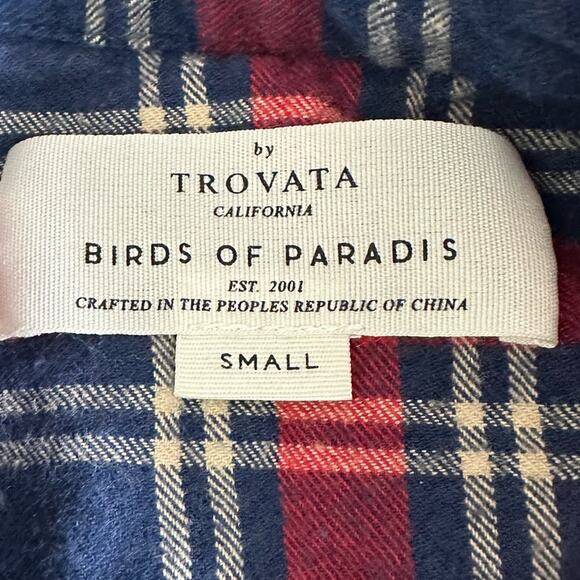 by
TROVATA
CALIFORNIA
BIRDS OF PARADIS
EST. 2001
CRAFTED IN THE PEOPLES REPUBLIC OF CHINA
SMALL